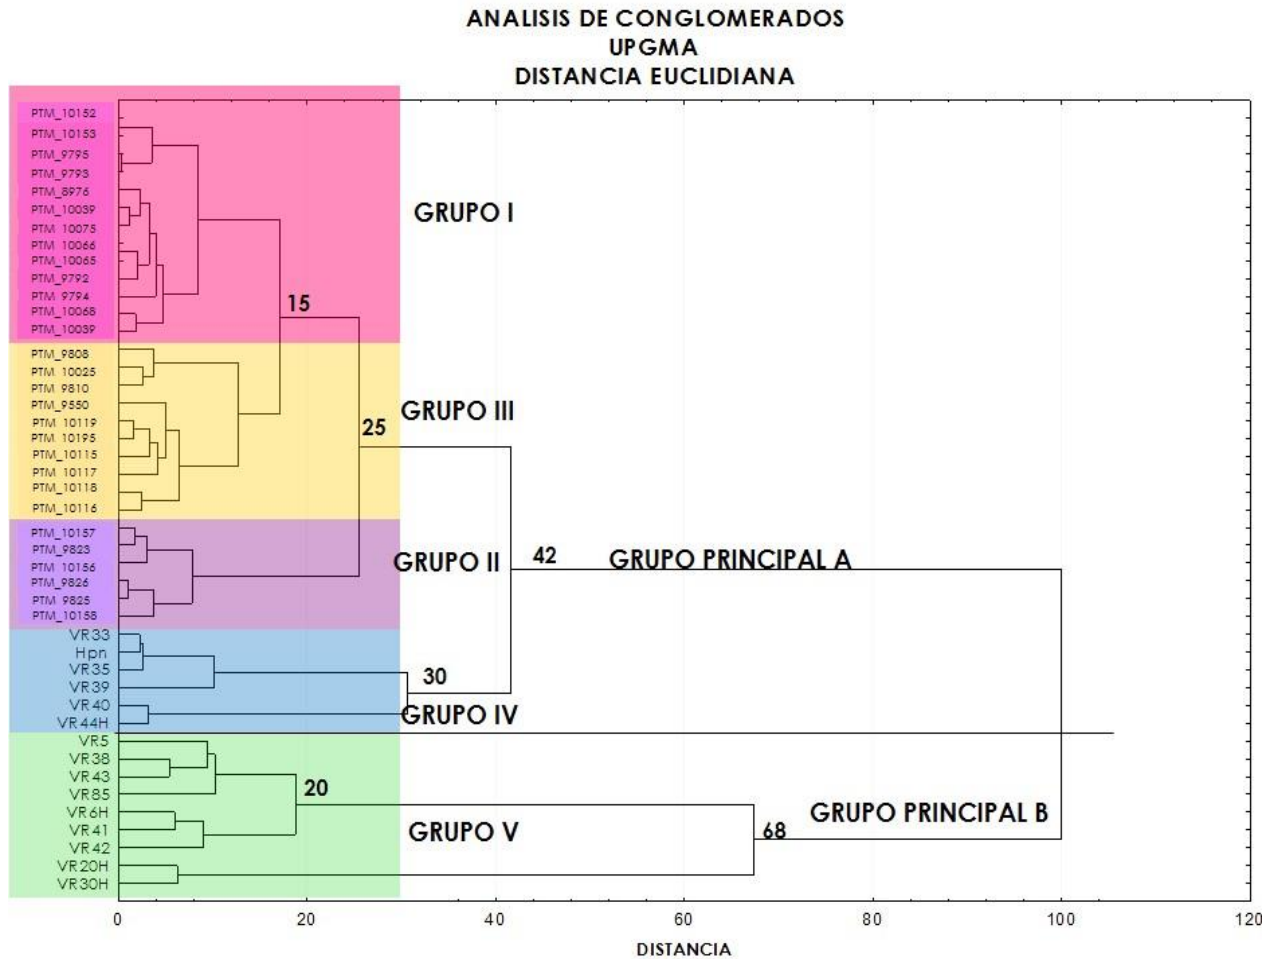 ANALISIS DE CONGLOMERADOS
UPGMA
DISTANCIA EUCLIDIANA
PTM_10152
PTM_10153
PTM_9795
PTM_9793
PTM_8976
PTM_10039
PTM_10075
PTM_10066
PTM_10065
PTM_9792
PTM_9794
PTM_10068
PTM_10039
GRUPO I
15
PTM_9808
PTM_10025
PTM_9810
PTM_9550
PTM_10119
PTM_10195
PTM_10115
PTM_10117
PTM_10118
PTM_10116
GRUPO III
25
PTM_10157
PTM_9823
PTM_10156
PTM_9826
PTM_9825
PTM_10158
GRUPO II
42
GRUPO PRINCIPAL A
VR33
Hpn
VR35
VR39
VR40
VR44H
30
GRUPO IV
VR5
VR38
VR43
VR85
VR6H
VR41
VR42
VR20H
VR30H
20
GRUPO V
68
GRUPO PRINCIPAL B
0 20 40 60 80 100 120
DISTANCIA